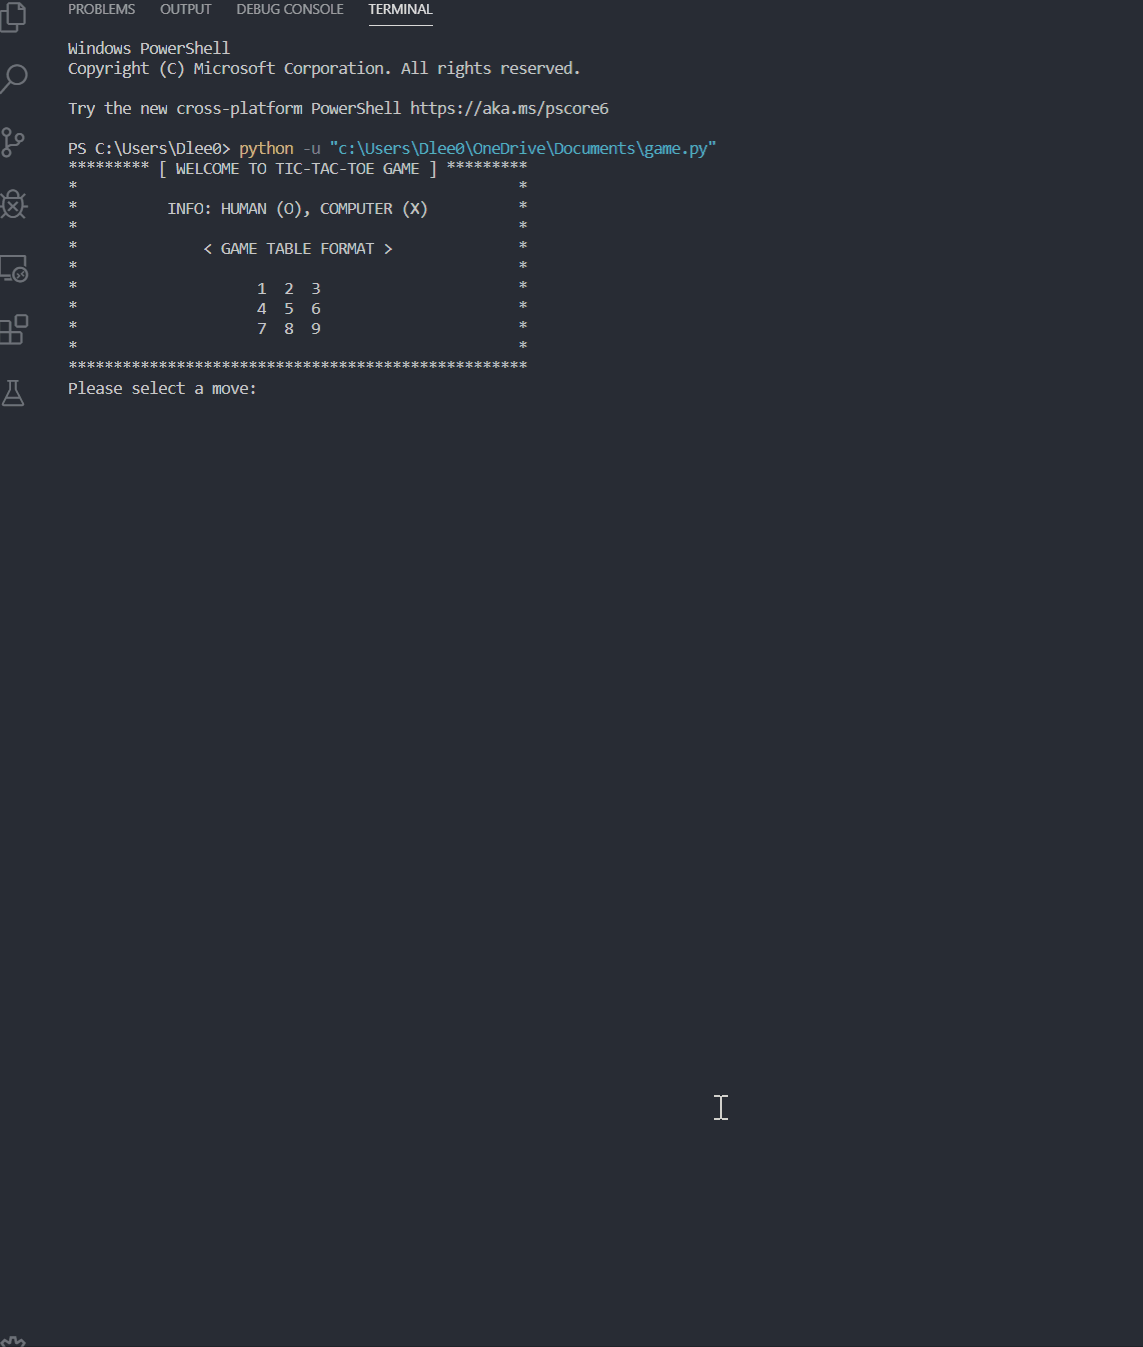 PROBLEMS OUTPUT DEBUG CONSOLE TERMINAL
Windows PowerShell
Copyright (C) Microsoft Corporation. All rights reserved.
Try the new cross-platform PowerShell https://aka.ms/pscore6
PS C:\Users\Dlee0> python -u "c:\Users\Dlee0\OneDrive\Documents\game.py"
********* [ WELCOME TO TIC-TAC-TOE GAME ] *********
*                                                 *
*          INFO: HUMAN (O), COMPUTER (X)          *
*                                                 *
*              < GAME TABLE FORMAT >              *
*                                                 *
*                    1  2  3                      *
*                    4  5  6                      *
*                    7  8  9                      *
*                                                 *
***************************************************
Please select a move: